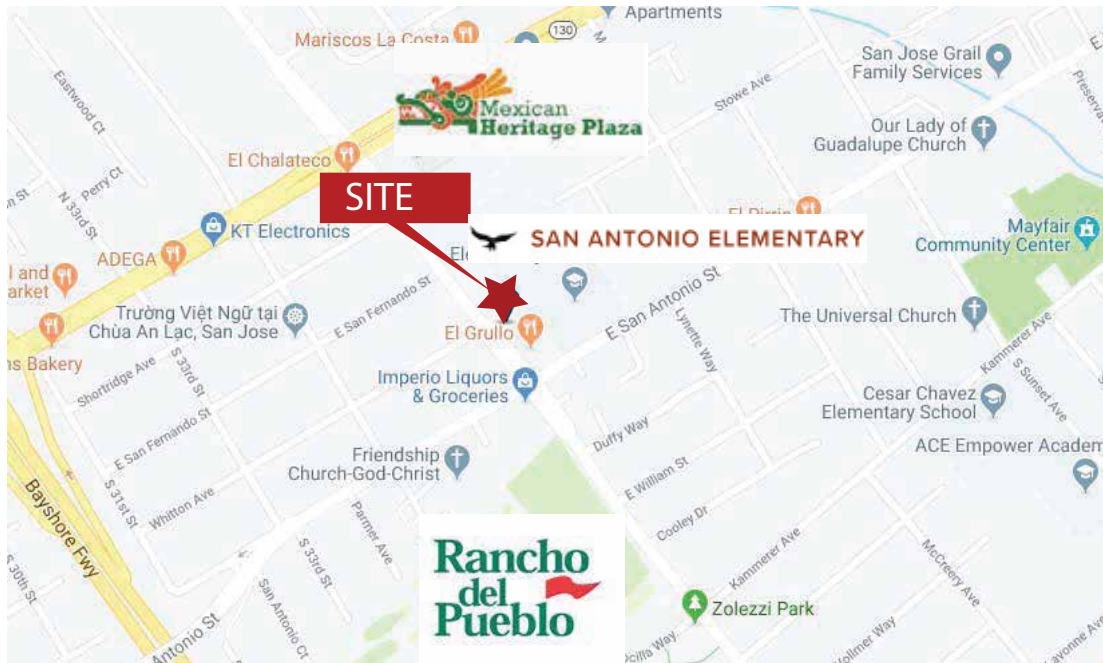 Apartments
130
Mariscos La Costa
San Jose Grail
Family Services
Eastwood Ct
Stowe Ave
Mexican
Heritage Plaza
Our Lady of
Guadalupe Church
El Chalateco
Perry Ct
N 33rd St
SITE
KT Electronics
SAN ANTONIO ELEMENTARY
Mayfair
Community Center
ADEGA
E San Fernando St
E San Antonio St
Trường Việt Ngữ tại
Chùa An Lạc, San Jose
El Grullo
The Universal Church
Lynette Way
Kammerer Ave
S Sunset Ave
Bakery
Shortridge Ave
S 33rd St
Imperio Liquors
& Groceries
Cesar Chavez
Elementary School
E San Fernando St
Duffy Way
ACE Empower Academ
Friendship
Church-God-Christ
E William St
Bayshore Fwy
S 31st St
Whitton Ave
Parmer Ave
Cooley Dr
S 33rd St
Kammerer Ave
McCreery Ave
S 30th St
San Antonio Ct
Rancho
del
Pueblo
Zolezzi Park
Antonio St